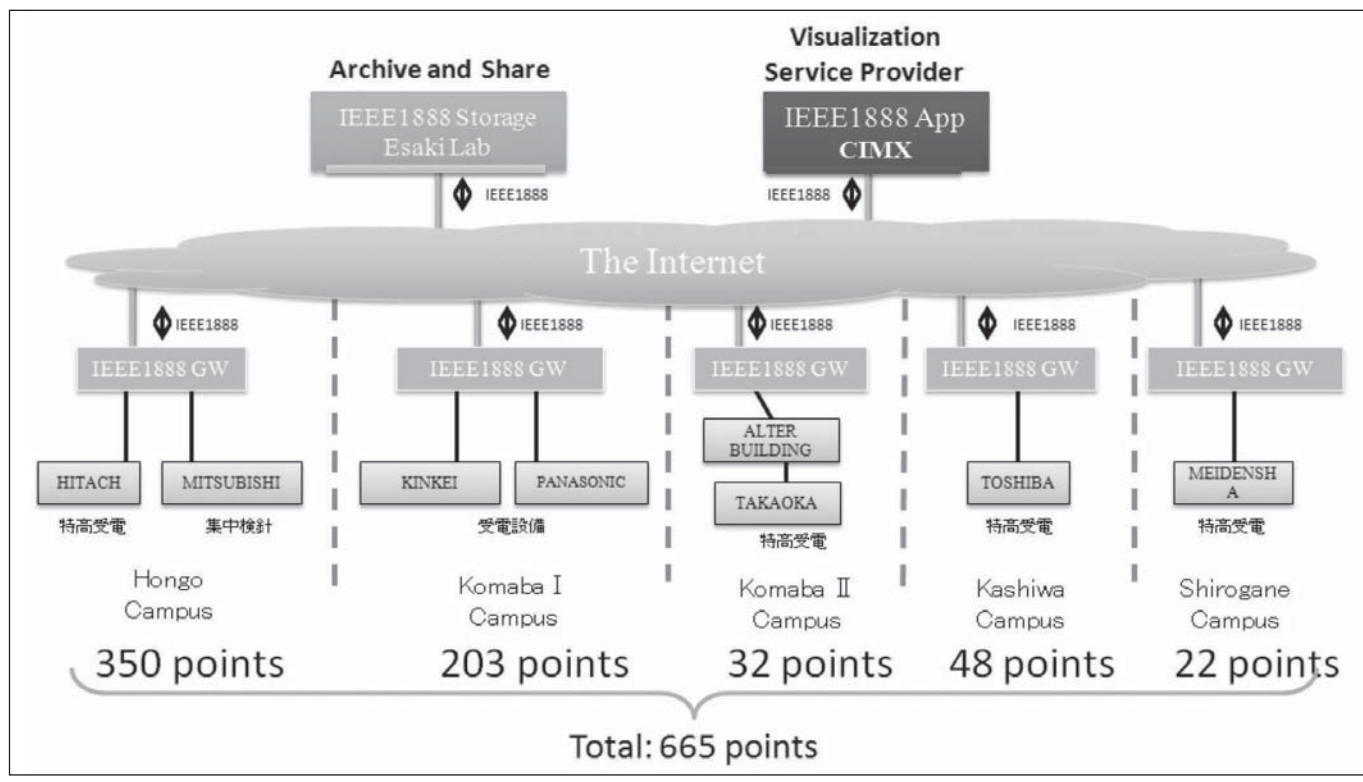 Archive and Share
Visualization
Service Provider
IEEE1888 Storage
Esaki Lab
IEEE1888 App
CIMX
IEEE1888
IEEE1888
The Internet
IEEE1888
IEEE1888
IEEE1888
IEEE1888
IEEE1888
IEEE1888 GW
IEEE1888 GW
IEEE1888 GW
IEEE1888 GW
IEEE1888 GW
HITACH
MITSUBISHI
KINKEI
PANASONIC
ALTER
BUILDING
TAKAOKA
TOSHIBA
MEIDENSH
A
特高受電
集中検針
受電設備
特高受電
特高受電
特高受電
Hongo
Campus
Komaba Ⅰ
Campus
Komaba Ⅱ
Campus
Kashiwa
Campus
Shirogane
Campus
350 points
203 points
32 points
48 points
22 points
Total: 665 points